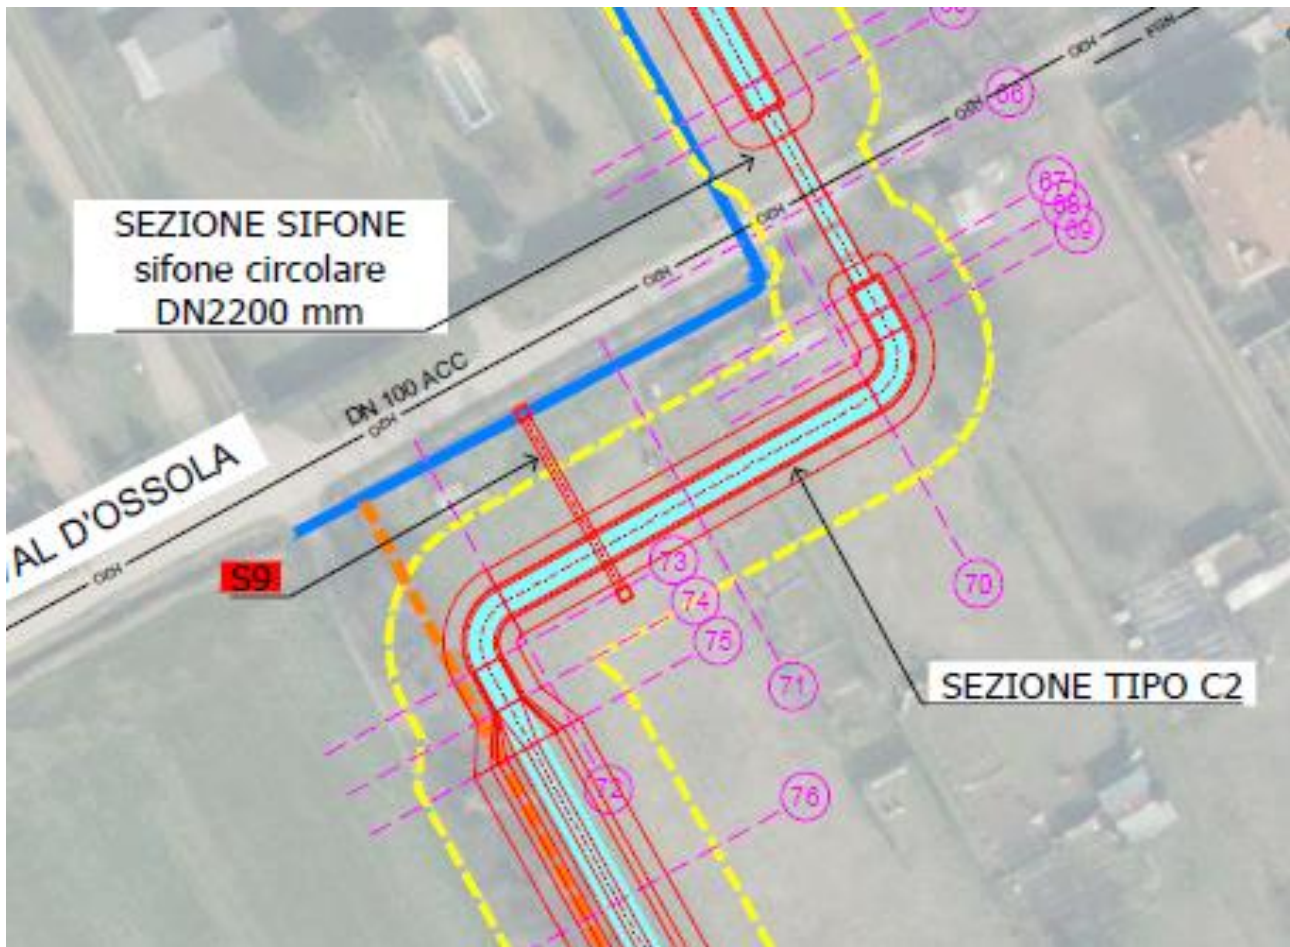 66
67
68
69
SEZIONE SIFONE
sifone circolare
DN2200 mm
DN 100 ACC
AL D'OSSOLA
S9
73
74
75
70
71
SEZIONE TIPO C2
72
76